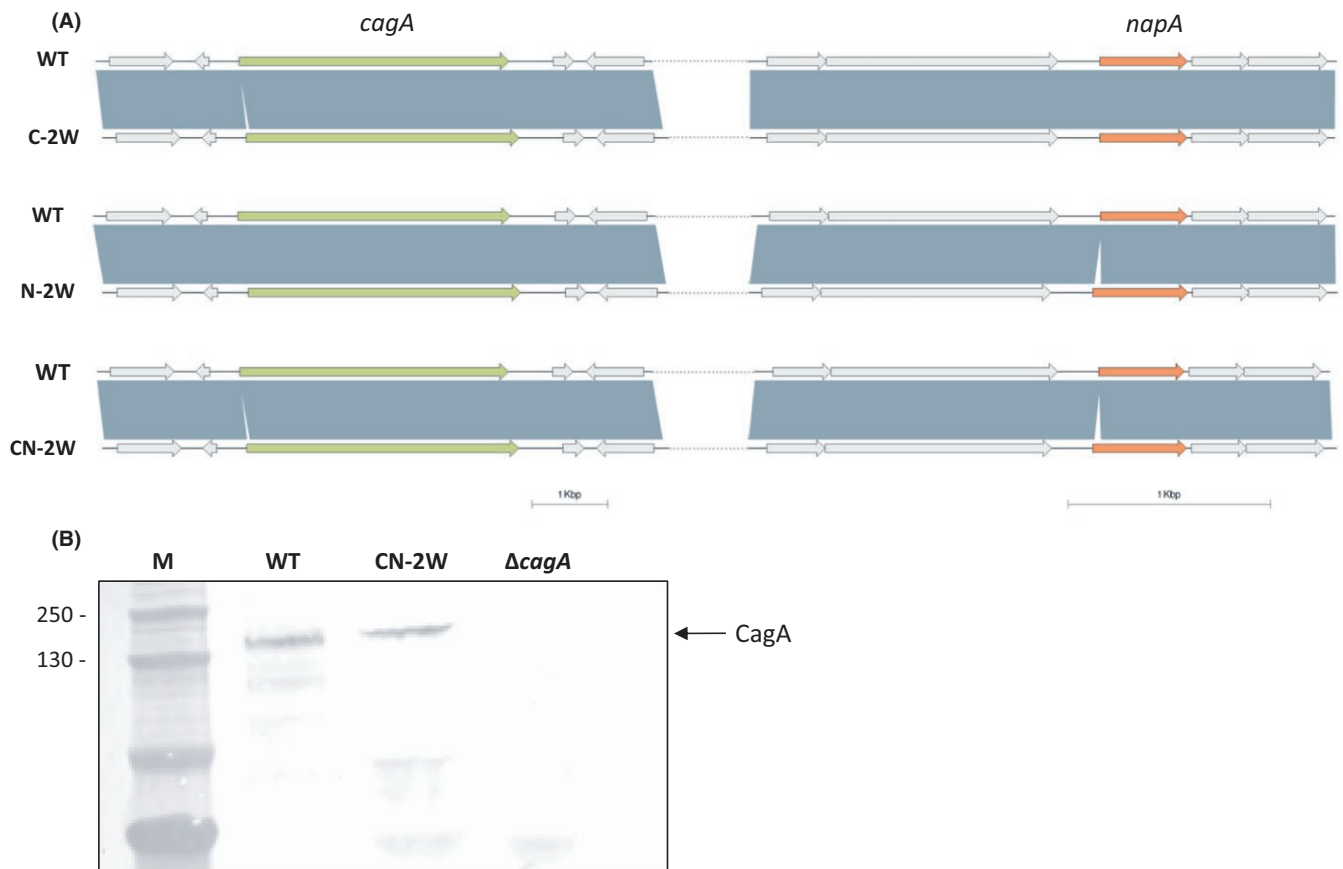 (A) cagA napA
WT
C-2W
WT
N-2W
WT
CN-2W
1 Kbp 1 Kbp
(B)
M WT CN-2W ΔcagA
250 -
CagA
130 -